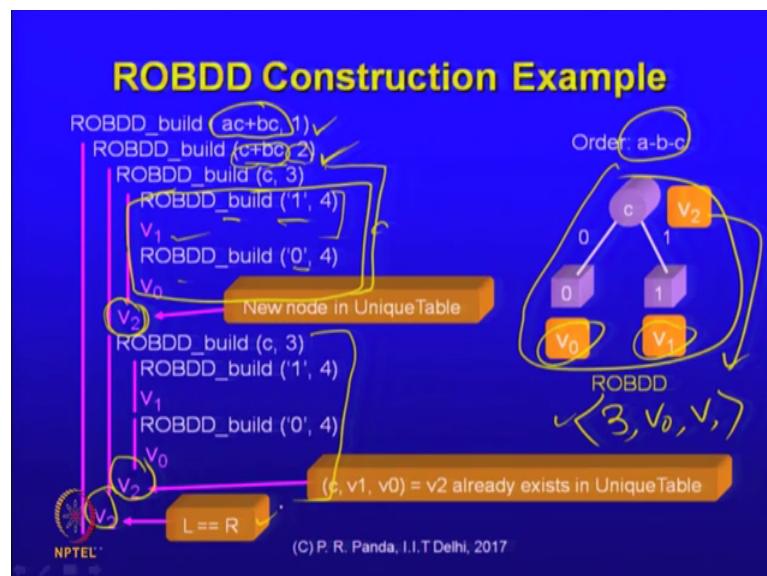 ROBDD Construction Example
ROBDD_build (ac+bc, 1)
ROBDD_build (c+bc, 2)
ROBDD_build (c, 3)
ROBDD_build ('1', 4)
v1
ROBDD_build ('0', 4)
v0
v2
New node in UniqueTable
ROBDD_build (c, 3)
ROBDD_build ('1', 4)
v1
ROBDD_build ('0', 4)
v0
v2
(c, v1, v0) = v2 already exists in UniqueTable
v2
L == R
Order: a-b-c
c
v2
0 1
0 1
v0 v1
ROBDD
<3, v0, v1>
NPTEL
(C) P. R. Panda, I.I.T Delhi, 2017